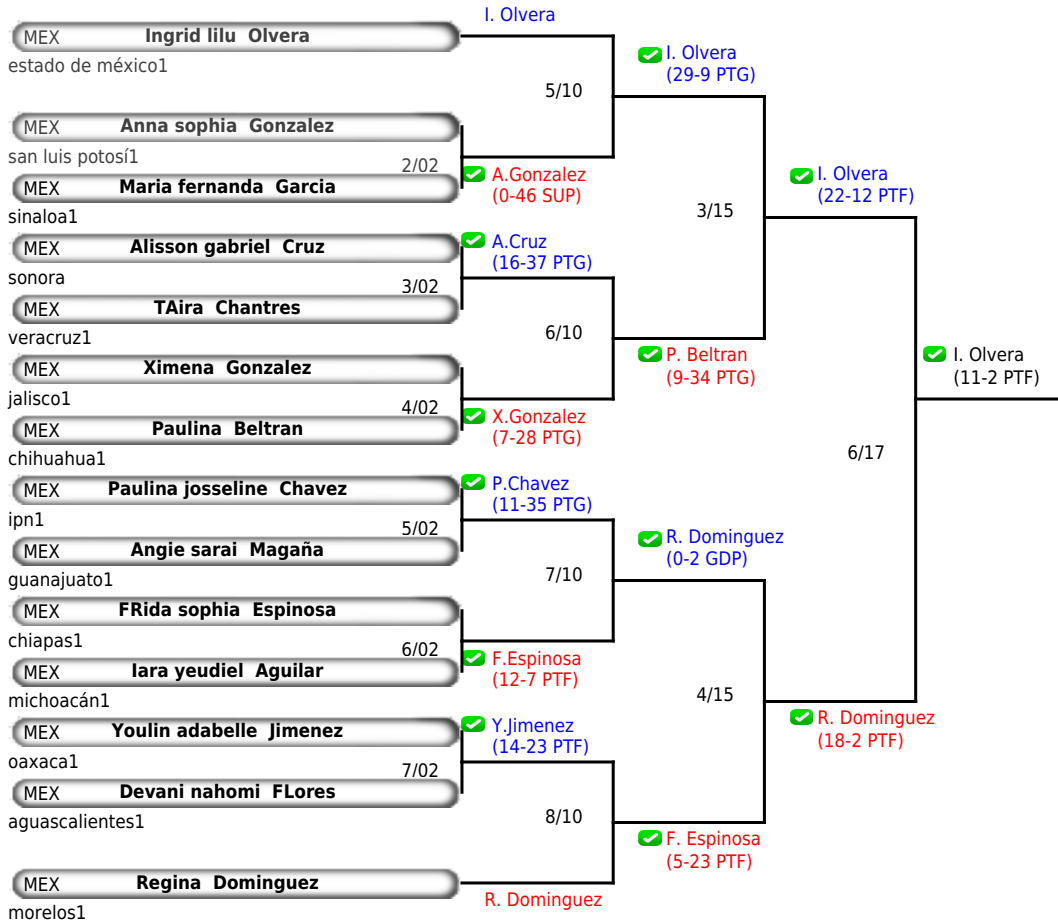 I. Olvera
MEX Ingrid lilu Olvera
estado de méxico1
I. Olvera
(29-9 PTG)
5/10
MEX Anna sophia Gonzalez
san luis potosí1
2/02
A.Gonzalez
(0-46 SUP)
MEX Maria fernanda Garcia
sinaloa1
I. Olvera
(22-12 PTF)
3/15
MEX Alisson gabriel Cruz
sonora
A.Cruz
(16-37 PTG)
3/02
MEX TAira Chantres
veracruz1
6/10
P. Beltran
(9-34 PTG)
MEX Ximena Gonzalez
jalisco1
4/02
X.Gonzalez
(7-28 PTG)
MEX Paulina Beltran
chihuahua1
I. Olvera
(11-2 PTF)
6/17
MEX Paulina josseline Chavez
ipn1
P.Chavez
(11-35 PTG)
5/02
MEX Angie sarai Magaña
guanajuato1
R. Dominguez
(0-2 GDP)
7/10
MEX FRida sophia Espinosa
chiapas1
6/02
F.Espinosa
(12-7 PTF)
MEX Iara yeudiel Aguilar
michoacán1
4/15
R. Dominguez
(18-2 PTF)
MEX Youlin adabelle Jimenez
oaxaca1
Y.Jimenez
(14-23 PTF)
7/02
MEX Devani nahomi FLores
aguascalientes1
8/10
F. Espinosa
(5-23 PTF)
MEX Regina Dominguez
morelos1
R. Dominguez